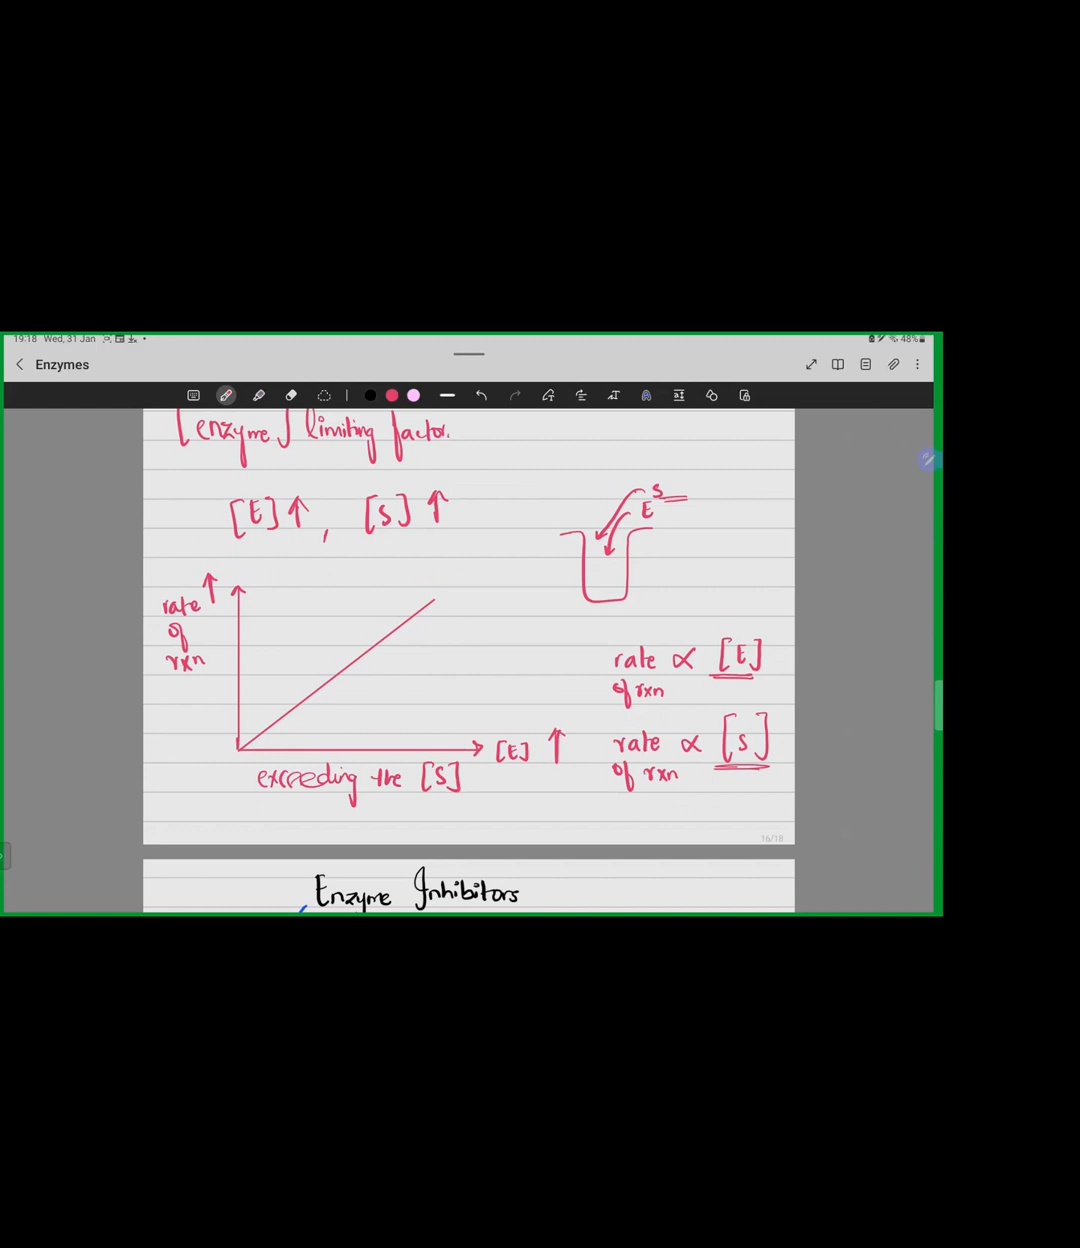 19:18 Wed, 31 Jan
48%
Enzymes
[enzyme] limiting factor.
[E]↑, [S]↑
S
E
rate ↑
of
rxn
rate ∝ [E]
of rxn
[E] ↑
rate ∝ [S]
of rxn
exceeding the [S]
16/18
Enzyme Inhibitors